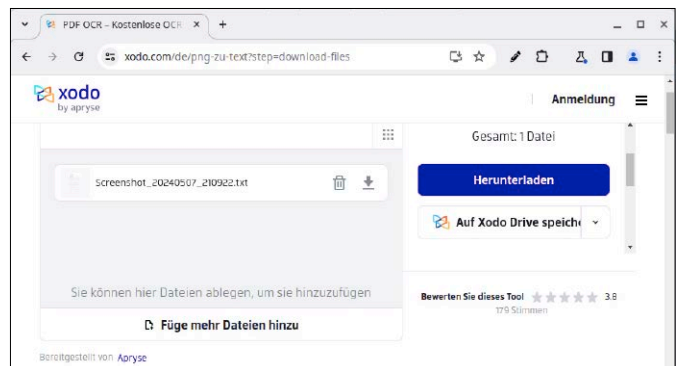 PDF OCR – Kostenlose OCR
xodo.com/de/png-zu-text?step=download-files
xodo
by apryse
Anmeldung
Gesamt: 1 Datei
Screenshot_20240507_210922.txt
Herunterladen
Auf Xodo Drive speiche
Sie können hier Dateien ablegen, um sie hinzuzufügen
Füge mehr Dateien hinzu
Bewerten Sie dieses Tool 3.8
179 Stimmen
Bereitgestellt von Apryse